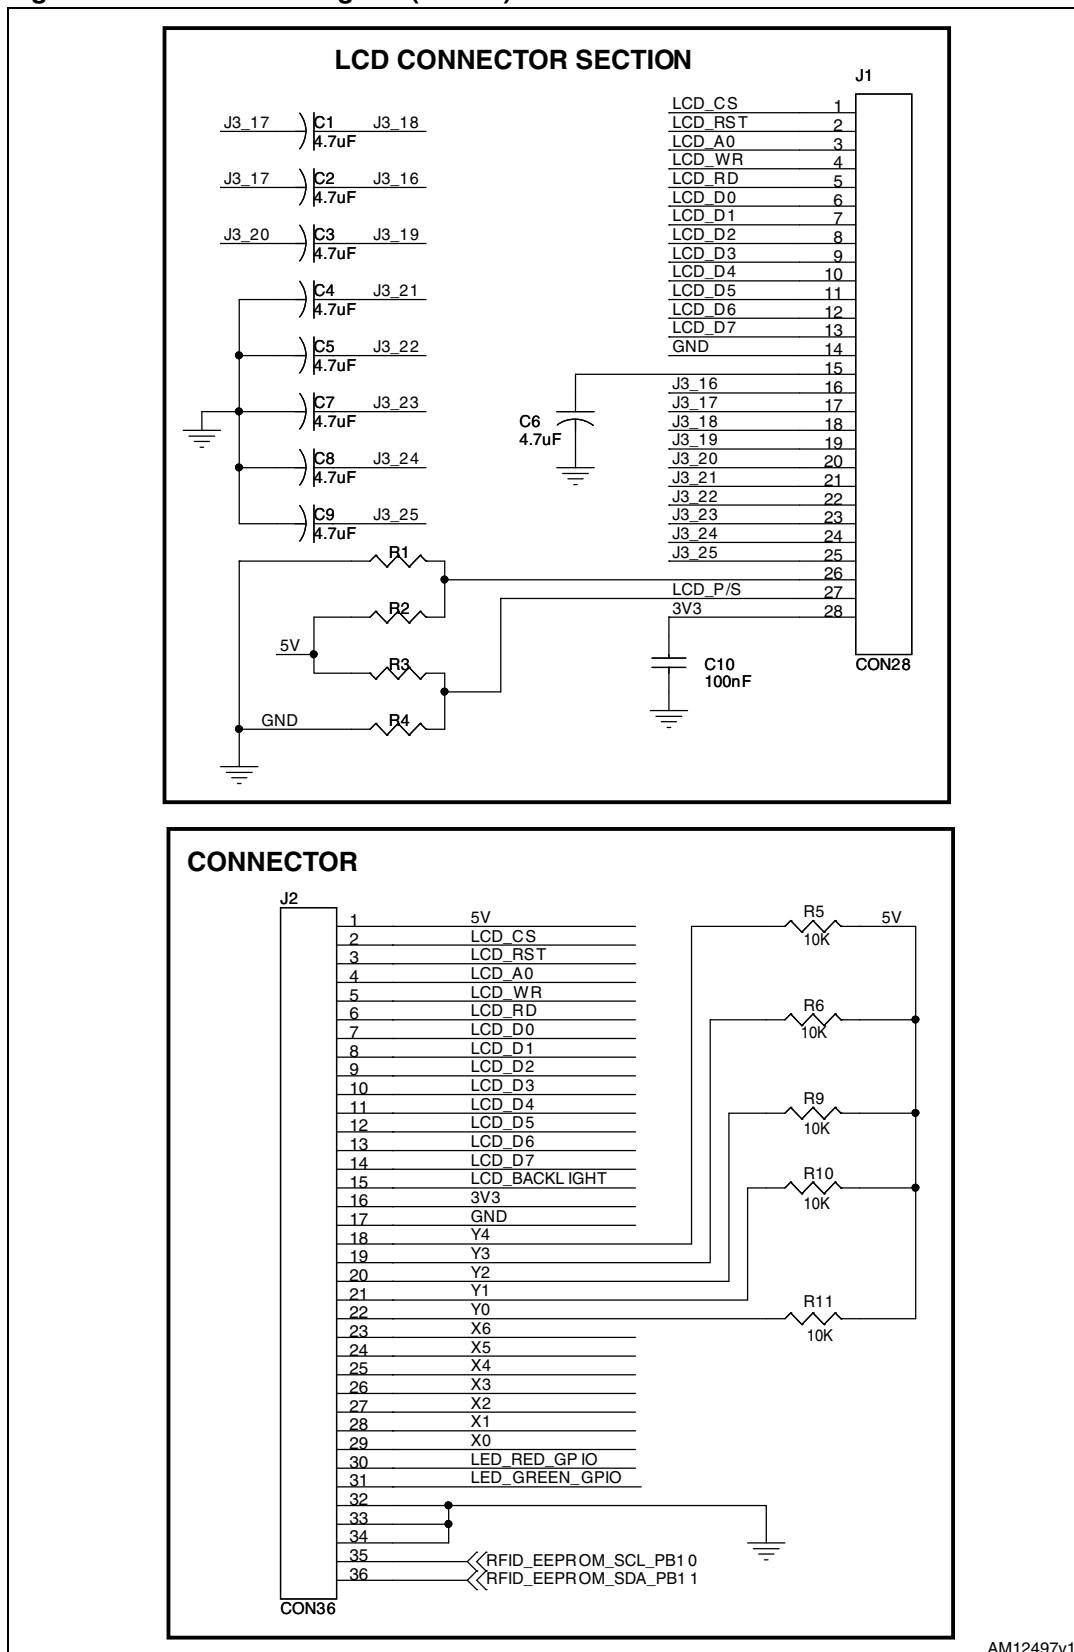 LCD CONNECTOR SECTION
J1
J3_17 C1 J3_18
4.7uF
J3_17 C2 J3_16
4.7uF
J3_20 C3 J3_19
4.7uF
C4 J3_21
4.7uF
C5 J3_22
4.7uF
C7 J3_23
4.7uF
C8 J3_24
4.7uF
C9 J3_25
4.7uF
R1
R2
5V
R3
GND R4
C6
4.7uF
LCD_CS 1
LCD_RST 2
LCD_A0 3
LCD_WR 4
LCD_RD 5
LCD_D0 6
LCD_D1 7
LCD_D2 8
LCD_D3 9
LCD_D4 10
LCD_D5 11
LCD_D6 12
LCD_D7 13
GND 14
15
J3_16 16
J3_17 17
J3_18 18
J3_19 19
J3_20 20
J3_21 21
J3_22 22
J3_23 23
J3_24 24
J3_25 25
26
LCD_P/S 27
3V3 28
C10
100nF
CON28
CONNECTOR
J2
1 5V
2 LCD_CS
3 LCD_RST
4 LCD_A0
5 LCD_WR
6 LCD_RD
7 LCD_D0
8 LCD_D1
9 LCD_D2
10 LCD_D3
11 LCD_D4
12 LCD_D5
13 LCD_D6
14 LCD_D7
15 LCD_BACKLIGHT
16 3V3
17 GND
18 Y4
19 Y3
20 Y2
21 Y1
22 Y0
23 X6
24 X5
25 X4
26 X3
27 X2
28 X1
29 X0
30 LED_RED_GPIO
31 LED_GREEN_GPIO
32
33
34
35 RFID_EEPROM_SCL_PB10
36 RFID_EEPROM_SDA_PB11
CON36
R5 5V
10K
R6
10K
R9
10K
R10
10K
R11
10K
AM12497v1